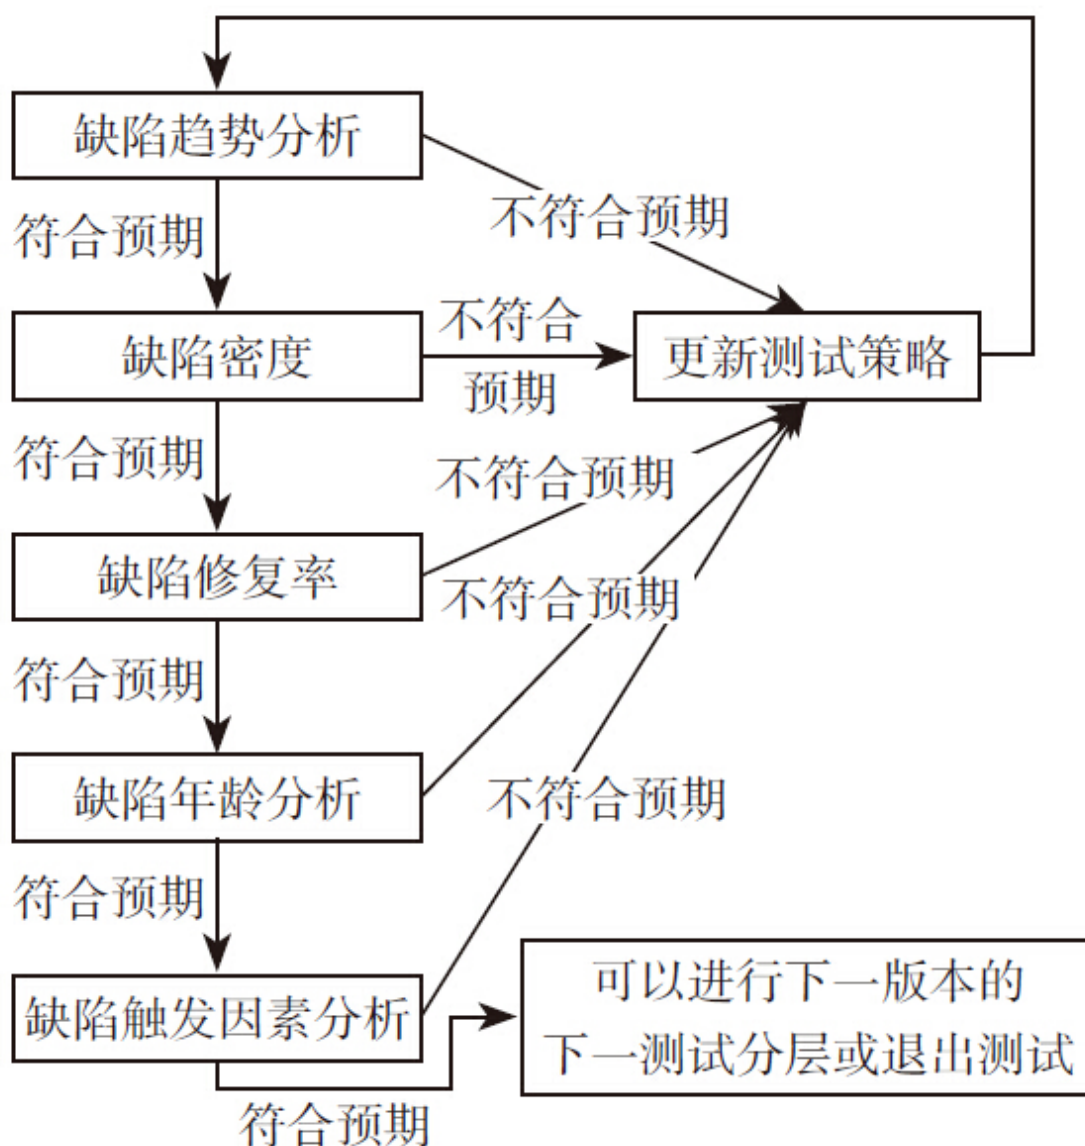 缺陷趋势分析
符合预期
不符合预期
缺陷密度
不符合
预期
更新测试策略
符合预期
不符合预期
缺陷修复率
不符合预期
符合预期
缺陷年龄分析
不符合预期
符合预期
缺陷触发因素分析
可以进行下一版本的
下一测试分层或退出测试
符合预期